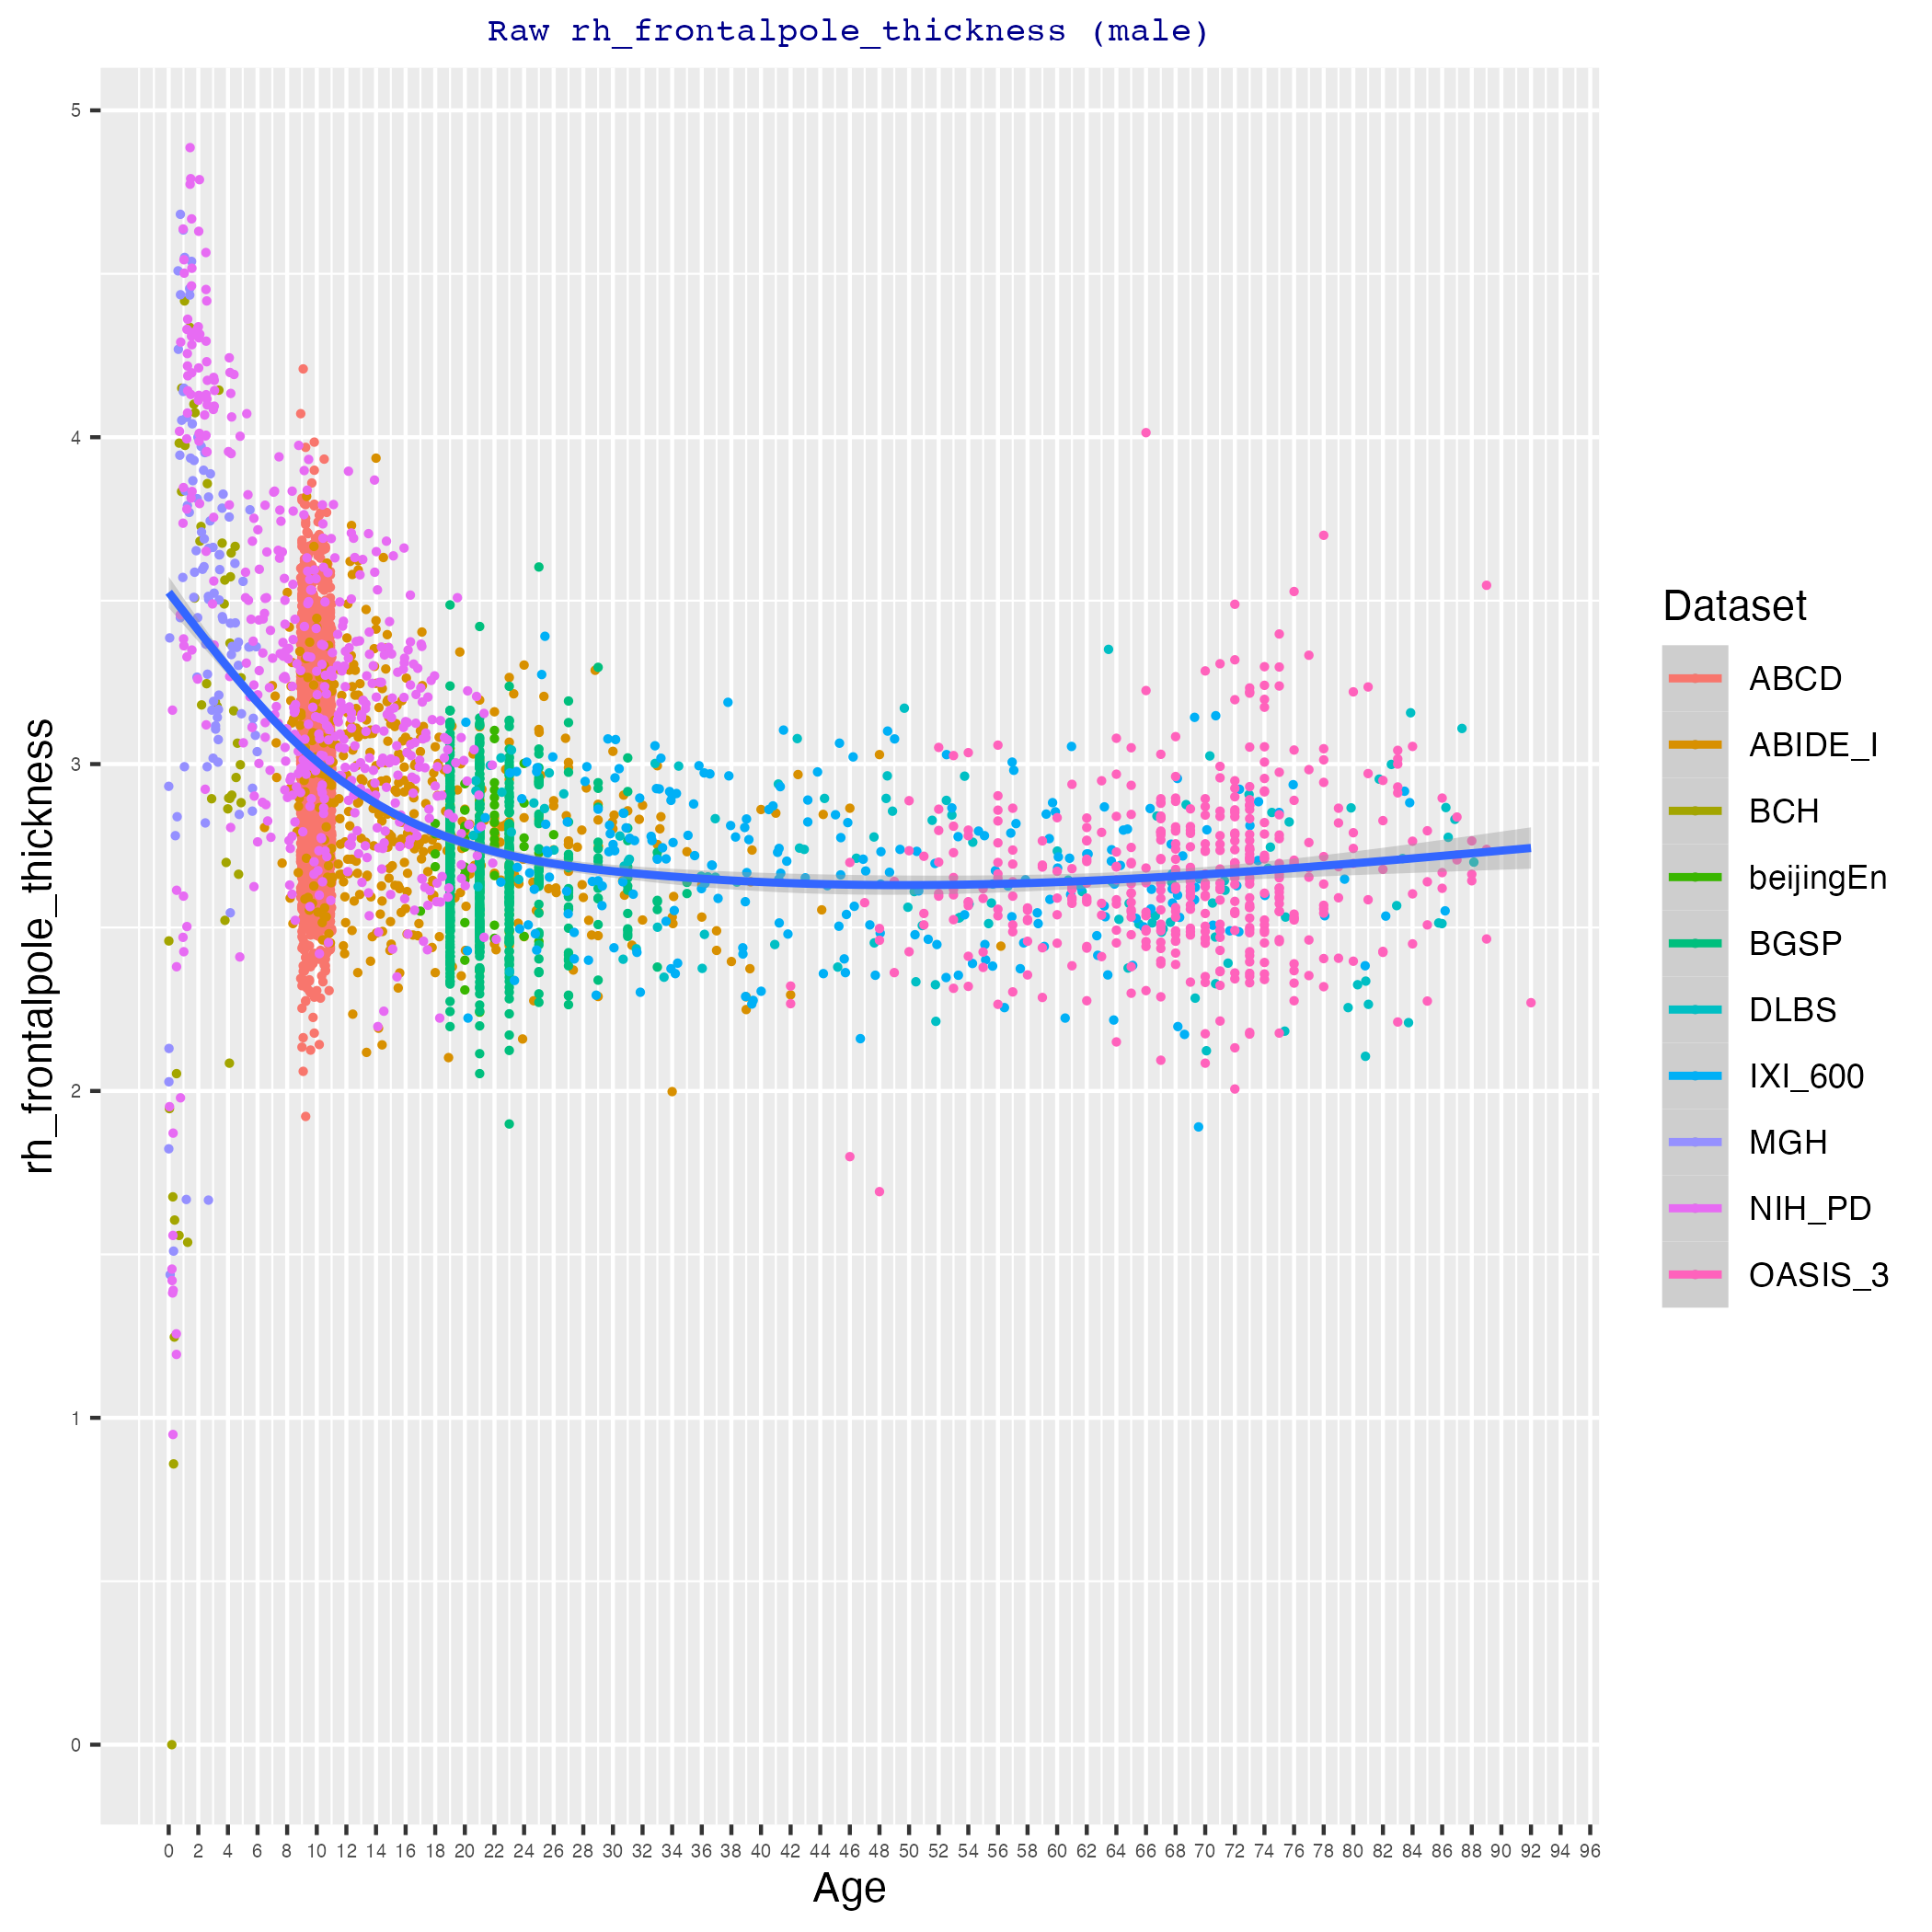 Raw rh_frontalpole_thickness (male)
rh_frontalpole_thickness
5
4
3
2
1
0
0 2 4 6 8 10 12 14 16 18 20 22 24 26 28 30 32 34 36 38 40 42 44 46 48 50 52 54 56 58 60 62 64 66 68 70 72 74 76 78 80 82 84 86 88 90 92 94 96
Age
Dataset
ABCD
ABIDE_I
BCH
beijingEn
BGSP
DLBS
IXI_600
MGH
NIH_PD
OASIS_3